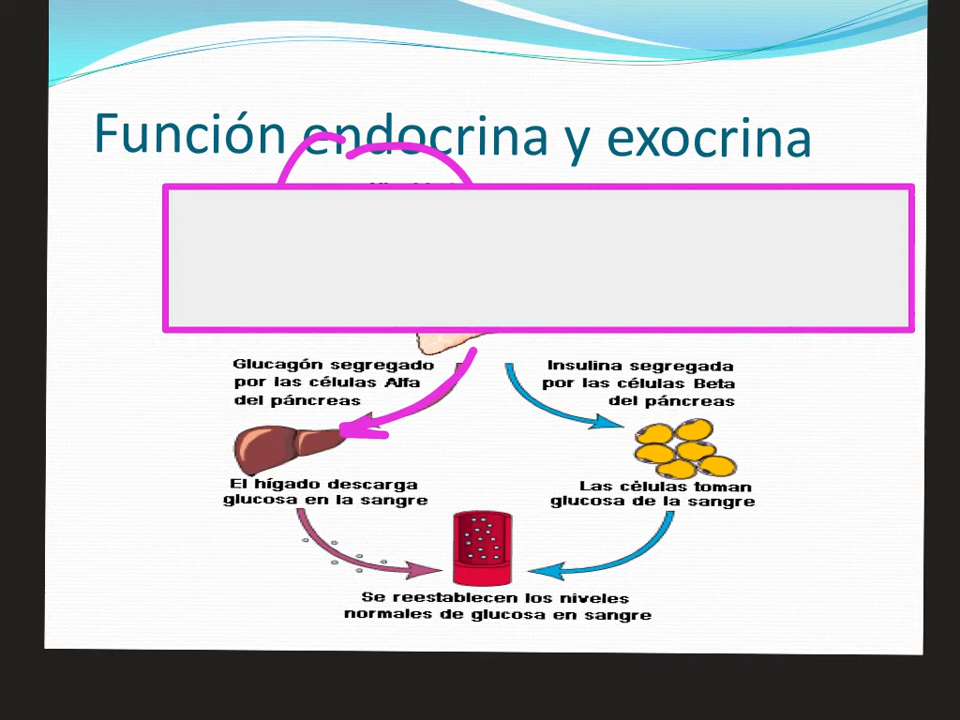 Función endocrina y exocrina
Glucagón segregado
por las células Alfa
del páncreas
Insulina segregada
por las células Beta
del páncreas
El hígado descarga
glucosa en la sangre
Las células toman
glucosa de la sangre
Se reestablecen los niveles
normales de glucosa en sangre